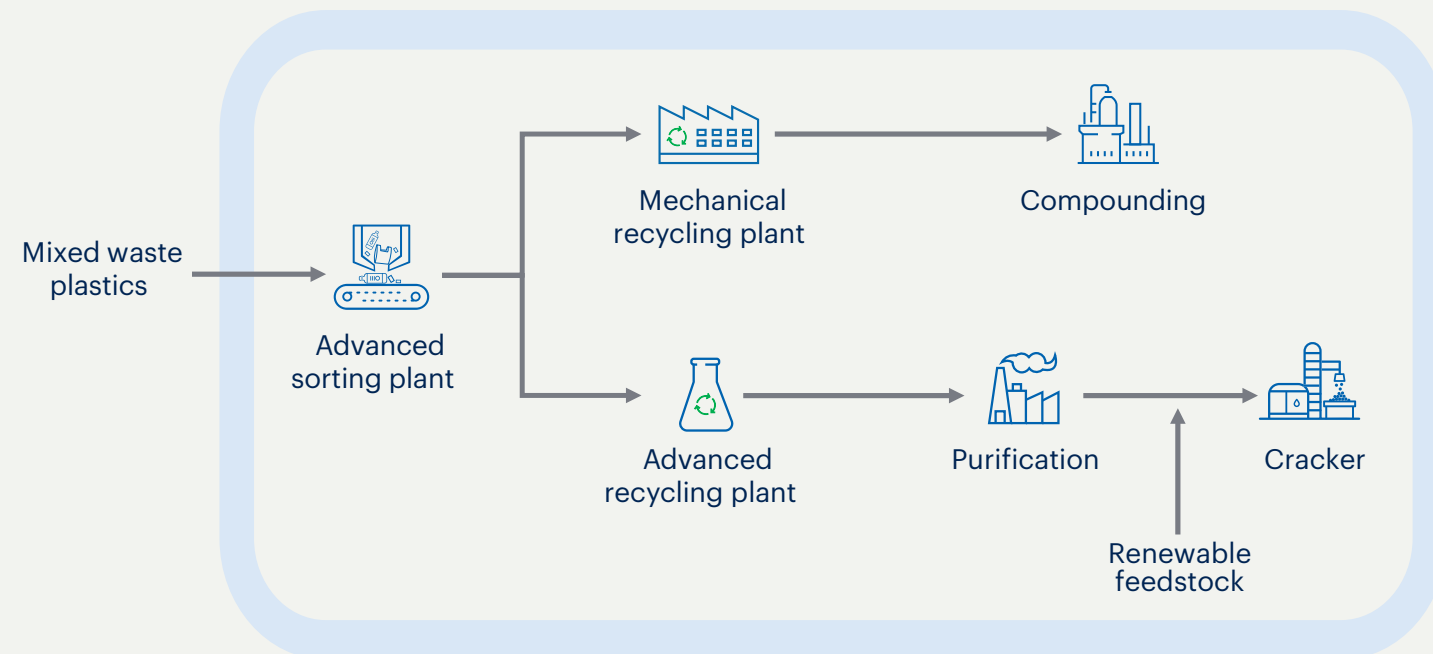 Mixed waste
plastics
Advanced
sorting plant
Mechanical
recycling plant
Compounding
Advanced
recycling plant
Purification
Cracker
Renewable
feedstock